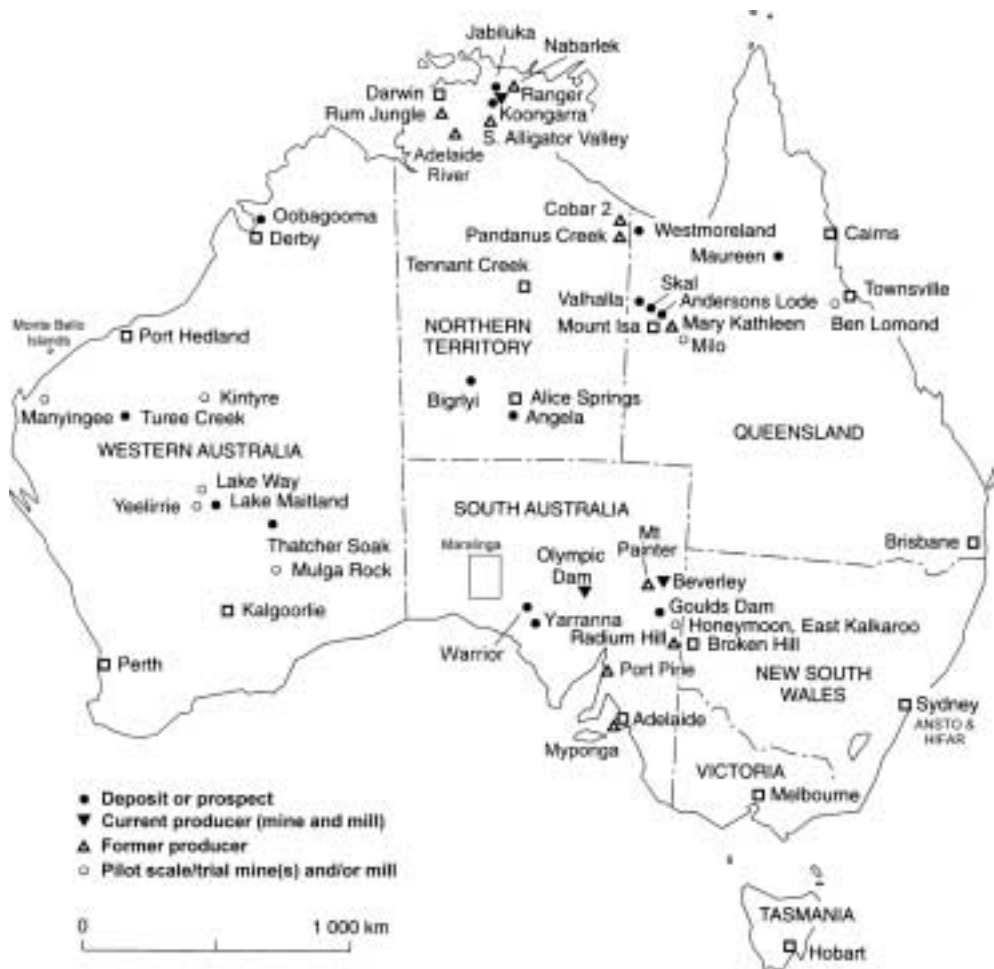 Jabiluka
Nabarlek
Darwin
Ranger
Rum Jungle
Koongarra
S. Alligator Valley
Adelaide
River
Oobagooma
Derby
Cobar 2
Pandanus Creek
Westmoreland
Cairns
Maureen
Tennant Creek
Skal
Valhalla
Andersons Lode
Townsville
Mount Isa
Mary Kathleen
Ben Lomond
Milo
Monte Bello
Islands
Port Hedland
NORTHERN
TERRITORY
Bigrlyi
Alice Springs
Angela
Kintyre
Manyingee
Turee Creek
QUEENSLAND
WESTERN AUSTRALIA
Lake Way
Yeelirrie
Lake Maitland
Thatcher Soak
Mulga Rock
Kalgoorlie
Perth
SOUTH AUSTRALIA
Maralinga
Olympic
Dam
Mt
Painter
Beverley
Brisbane
Goulds Dam
Honeymoon, East Kalkaroo
Yarranna
Warrior
Radium Hill
Broken Hill
Port Pirie
NEW SOUTH
WALES
Sydney
ANSTO &
HIFAR
Adelaide
Myponga
VICTORIA
Melbourne
Deposit or prospect
Current producer (mine and mill)
Former producer
Pilot scale/trial mine(s) and/or mill
0 1 000 km
TASMANIA
Hobart